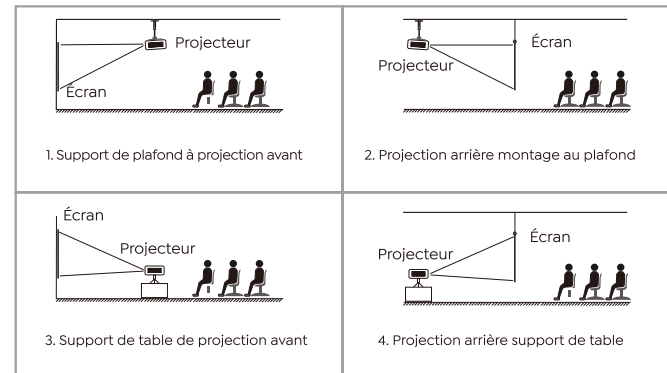 Projecteur
Écran
1. Support de plafond à projection avant
Écran
Projecteur
2. Projection arrière montage au plafond
Écran
Projecteur
3. Support de table de projection avant
Écran
Projecteur
4. Projection arrière support de table